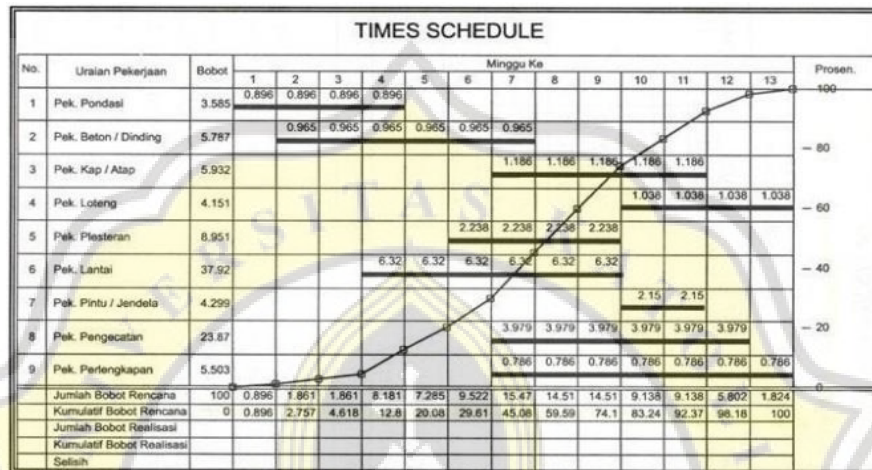 TIMES SCHEDULE
No. Uraian Pekerjaan Bobot Minggu Ke Prosen.
1 2 3 4 5 6 7 8 9 10 11 12 13
1 Pek. Pondasi 3.585 0.896 0.896 0.896 0.896 100
2 Pek. Beton / Dinding 5.787 0.965 0.965 0.965 0.965 0.965 0.965 80
3 Pek. Kap / Atap 5.932 1.186 1.186 1.186 1.186 1.186
4 Pek. Loteng 4.151 1.038 1.038 1.038 1.038 60
5 Pek. Plesteran 8.951 2.238 2.238 2.238 2.238
6 Pek. Lantai 37.92 6.32 6.32 6.32 6.32 6.32 6.32 40
7 Pek. Pintu / Jendela 4.299 2.15 2.15
8 Pek. Pengecatan 23.87 3.979 3.979 3.979 3.979 3.979 3.979 20
9 Pek. Perlengkapan 5.503 0.786 0.786 0.786 0.786 0.786 0.786 0.786 0
Jumlah Bobot Rencana 100 0.896 1.861 1.861 8.181 7.285 9.522 15.47 14.51 14.51 9.138 9.138 5.802 1.824
Kumulatif Bobot Rencana 0 0.896 2.757 4.618 12.8 20.08 29.61 45.08 59.59 74.1 83.24 92.37 98.18 100
Jumlah Bobot Realisasi
Kumulatif Bobot Realisasi
Selisih